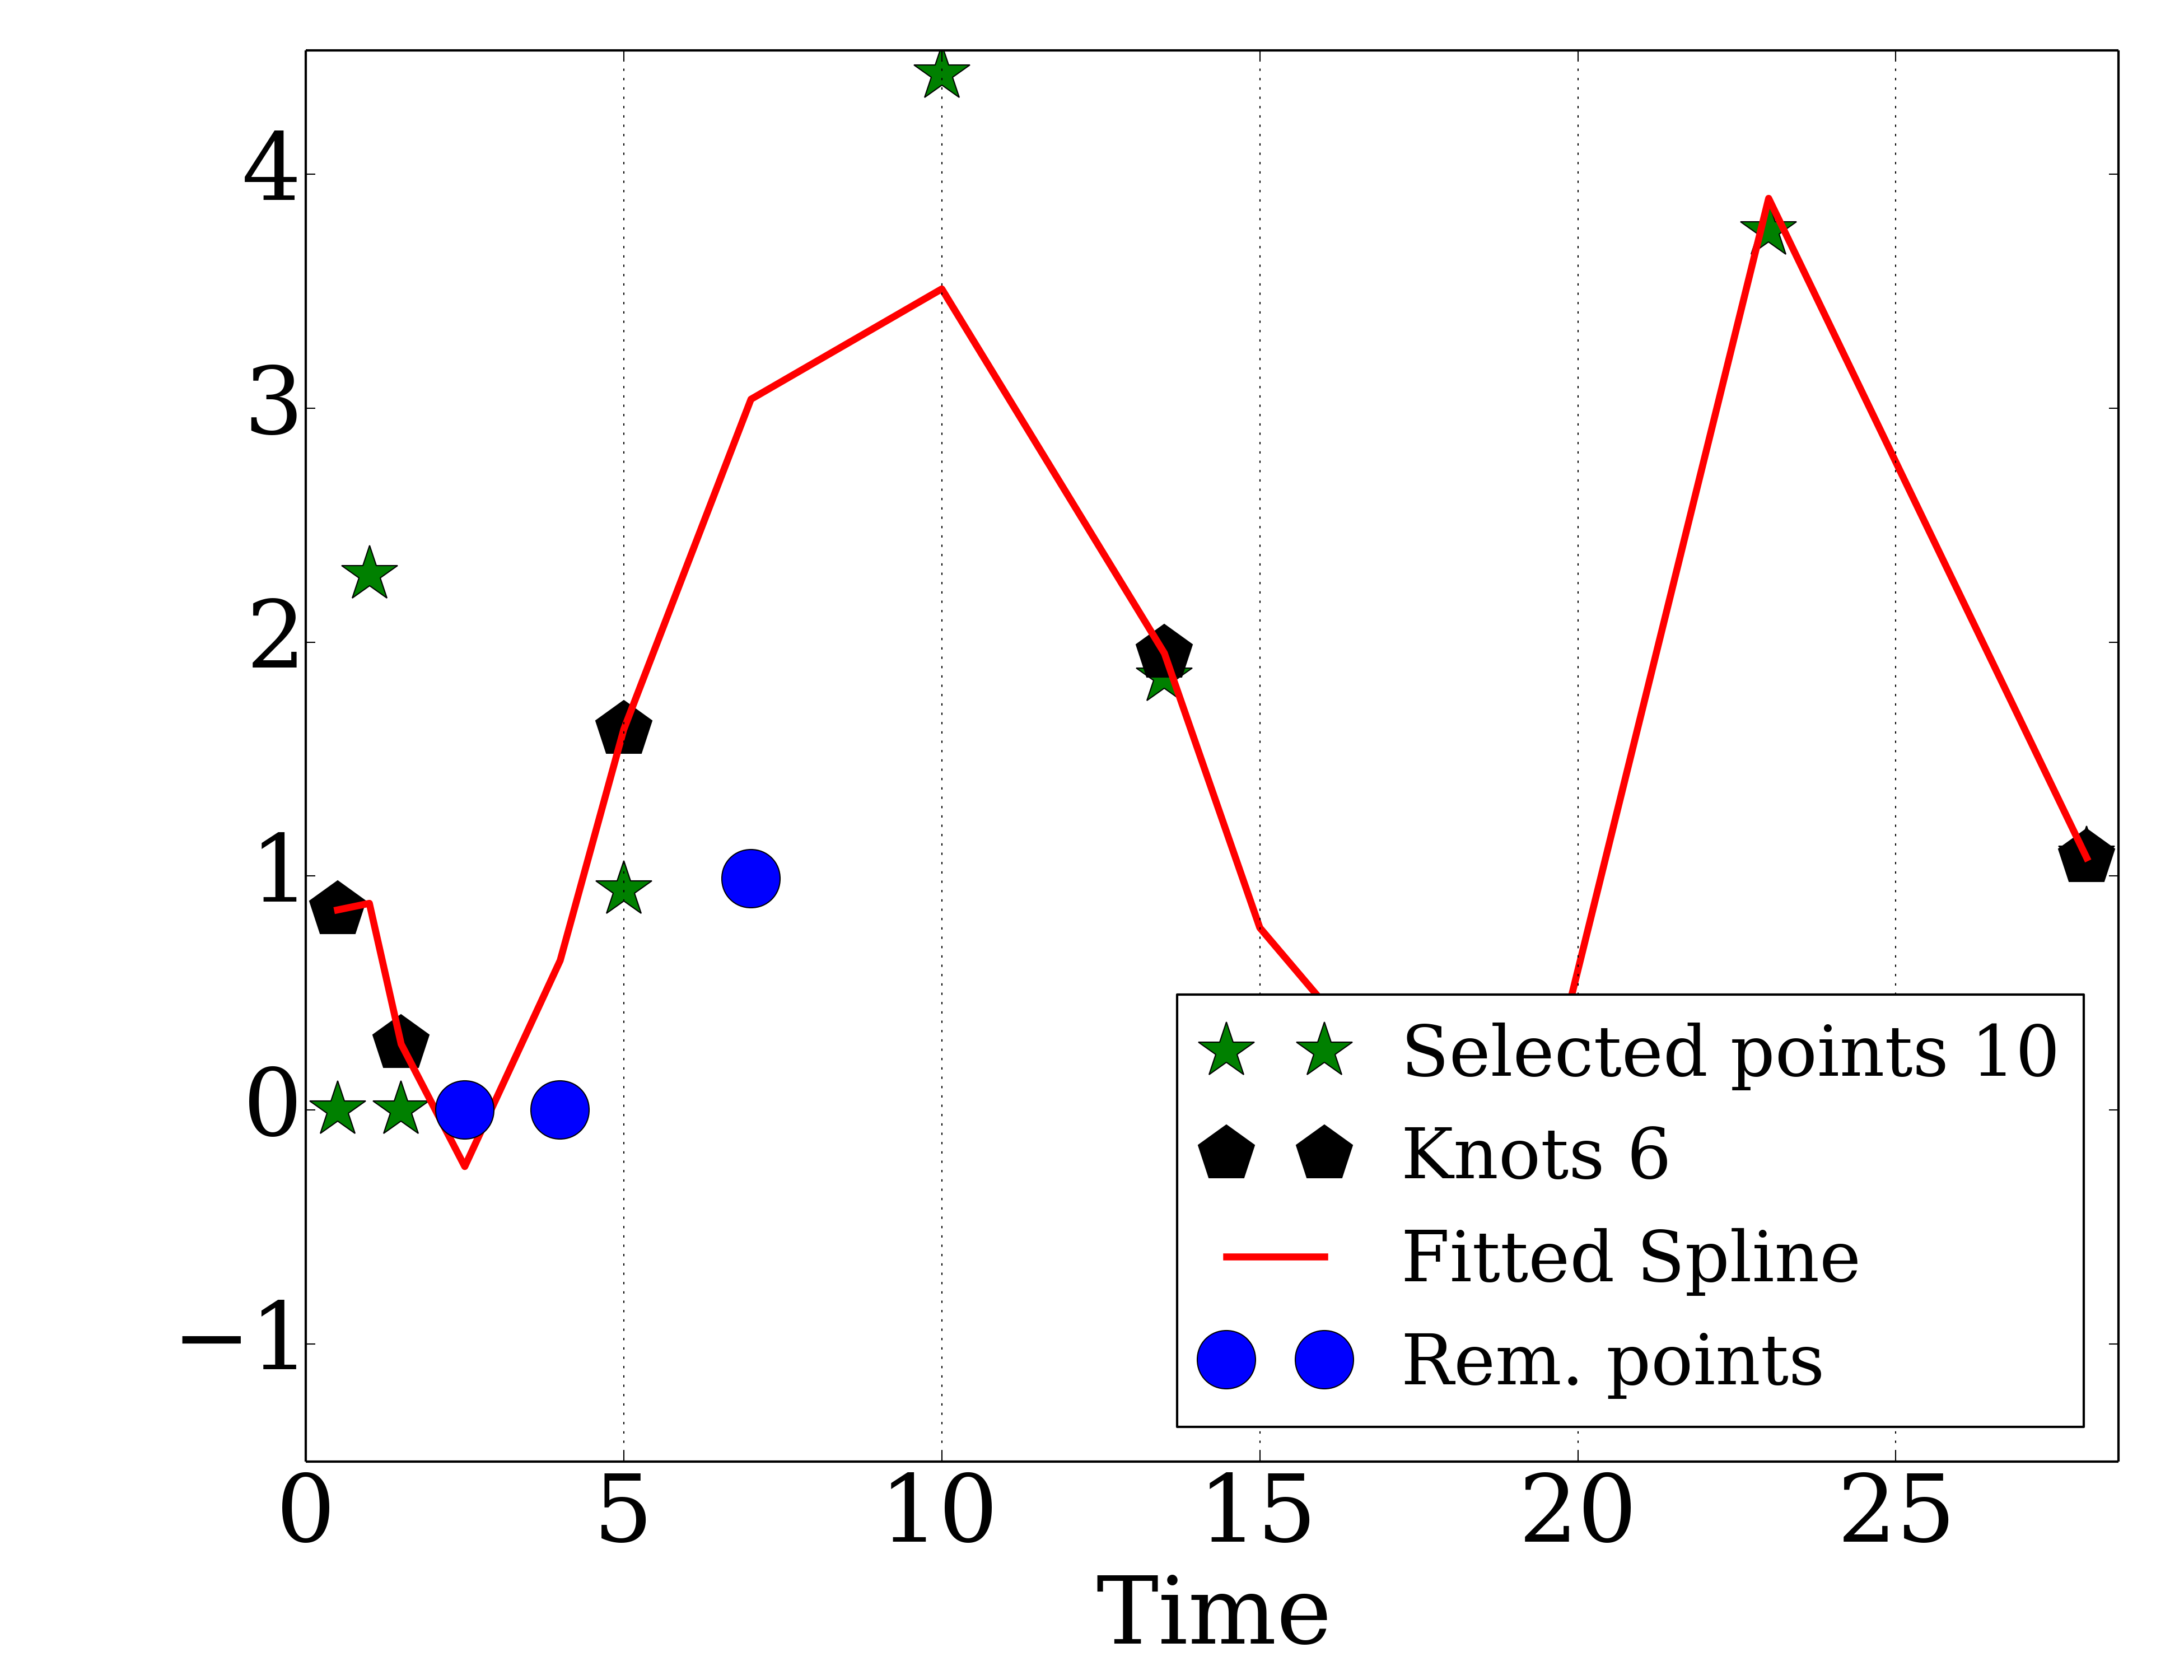 4
3
2
1
0
−1
0 5 10 15 20 25
Time
Selected points 10
Knots 6
Fitted Spline
Rem. points